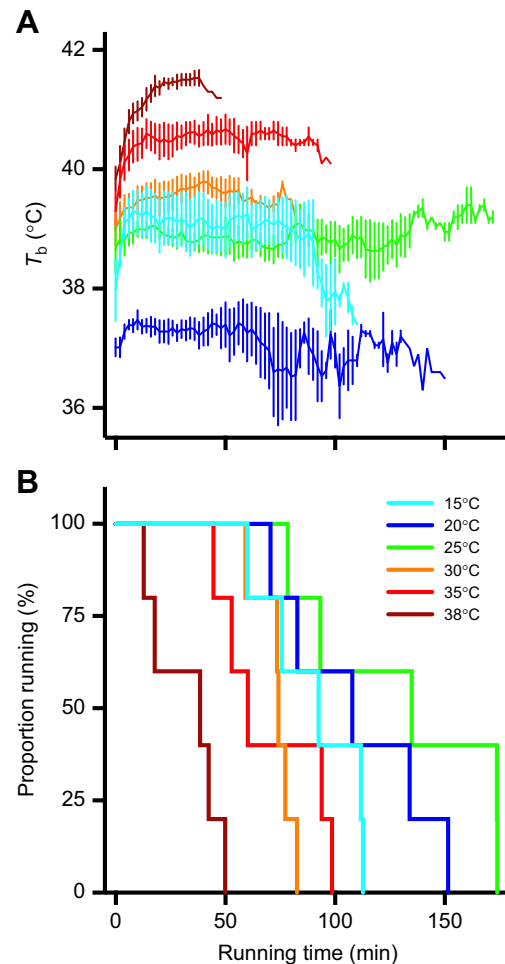 A
42
40
38
36
T_b (°C)
B
100
75
50
25
0
Proportion running (%)
15°C
20°C
25°C
30°C
35°C
38°C
0 50 100 150
Running time (min)